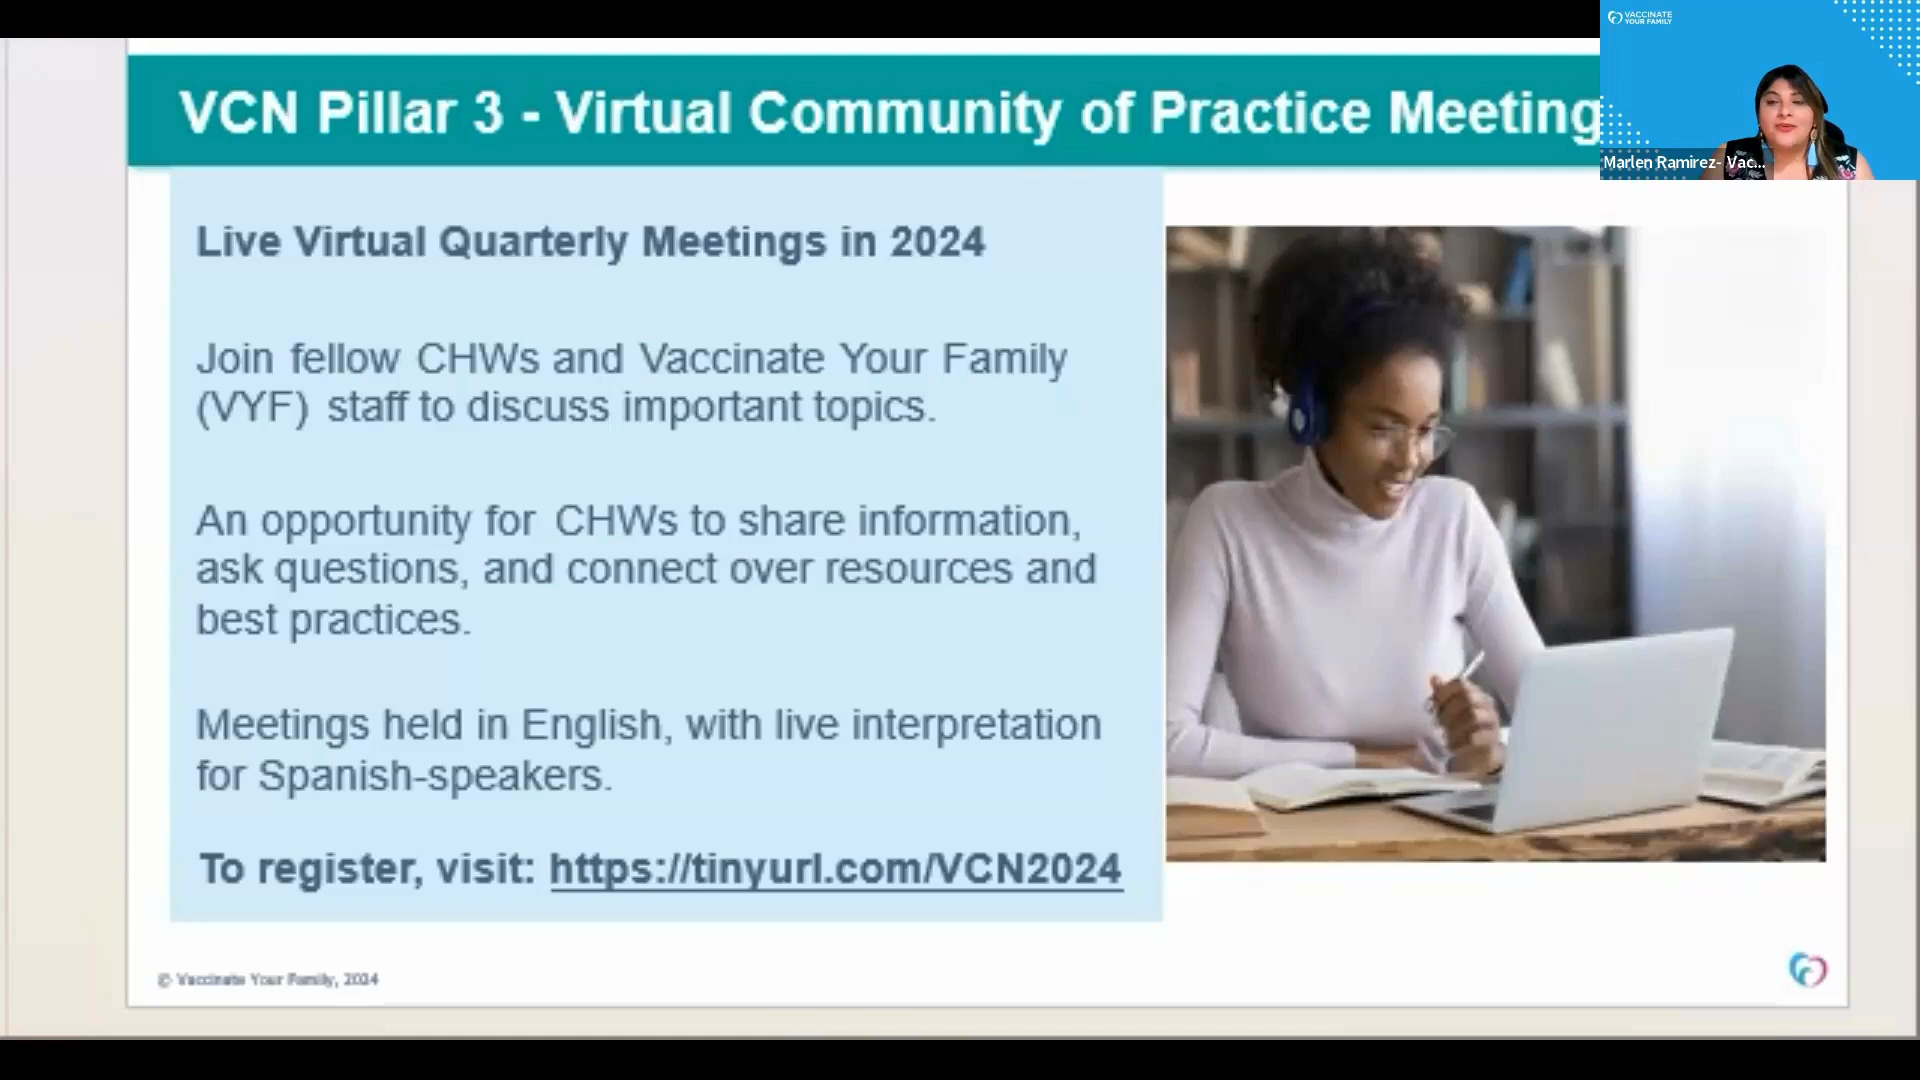 VACCINATE
YOUR FAMILY
Marlen Ramirez- Vac...
VCN Pillar 3 - Virtual Community of Practice Meeting
Live Virtual Quarterly Meetings in 2024
Join fellow CHWs and Vaccinate Your Family
(VYF) staff to discuss important topics.
An opportunity for CHWs to share information,
ask questions, and connect over resources and
best practices.
Meetings held in English, with live interpretation
for Spanish-speakers.
To register, visit: https://tinyurl.com/VCN2024
© Vaccinate Your Family, 2024